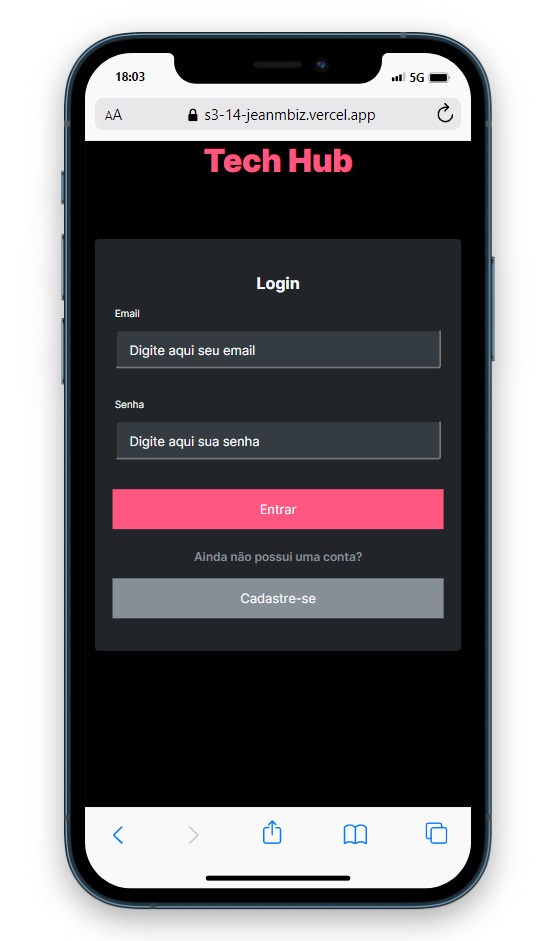 18:03
5G
AA
s3-14-jeanmbiz.vercel.app
Tech Hub
Login
Email
Digite aqui seu email
Senha
Digite aqui sua senha
Entrar
Ainda não possui uma conta?
Cadastre-se